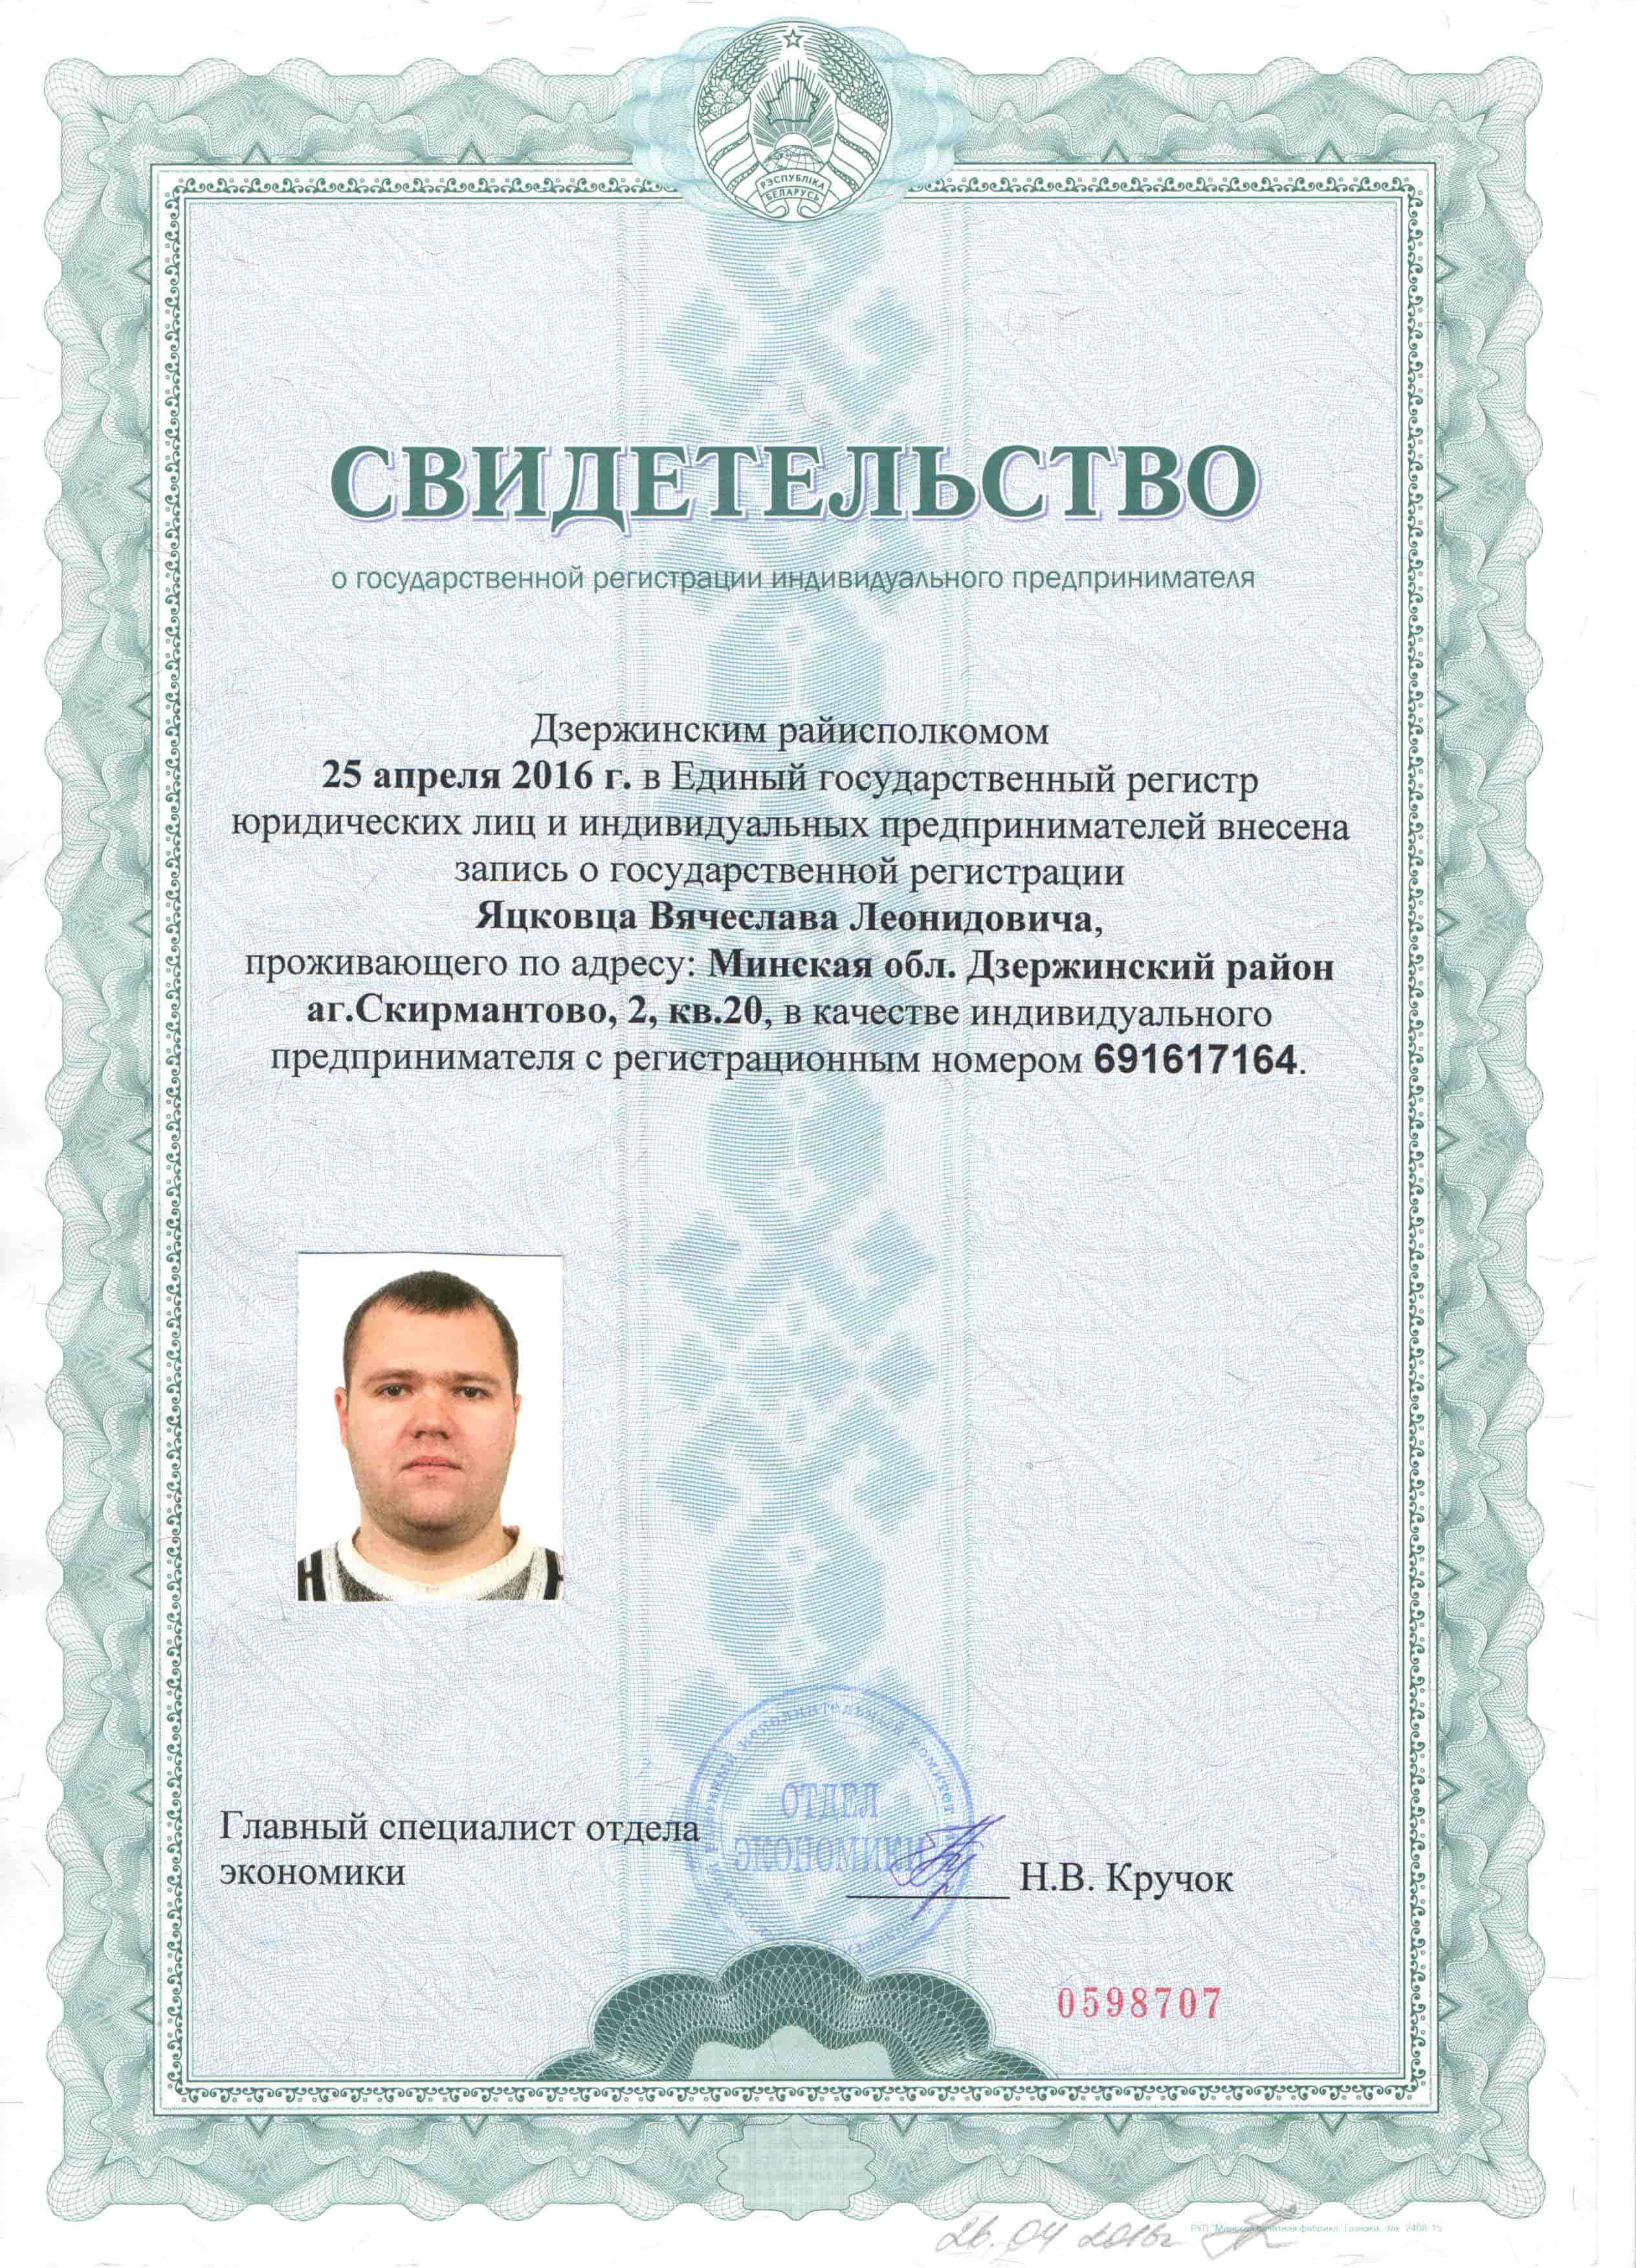 РЭСПУБЛІКА
БЕЛАРУСЬ
СВИДЕТЕЛЬСТВО
о государственной регистрации индивидуального предпринимателя
Дзержинским райисполкомом
25 апреля 2016 г. в Единый государственный регистр
юридических лиц и индивидуальных предпринимателей внесена
запись о государственной регистрации
Яцковца Вячеслава Леонидовича,
проживающего по адресу: Минская обл. Дзержинский район
аг.Скирмантово, 2, кв.20, в качестве индивидуального
предпринимателя с регистрационным номером 691617164.
исполнительный комитет
ОТДЕЛ
ЭКОНОМИКИ
Главный специалист отдела
экономики
Н.В. Кручок
0598707
РУП "Минская печатная фабрика" Гознака. Зак. 2408-15
26.04 2016г